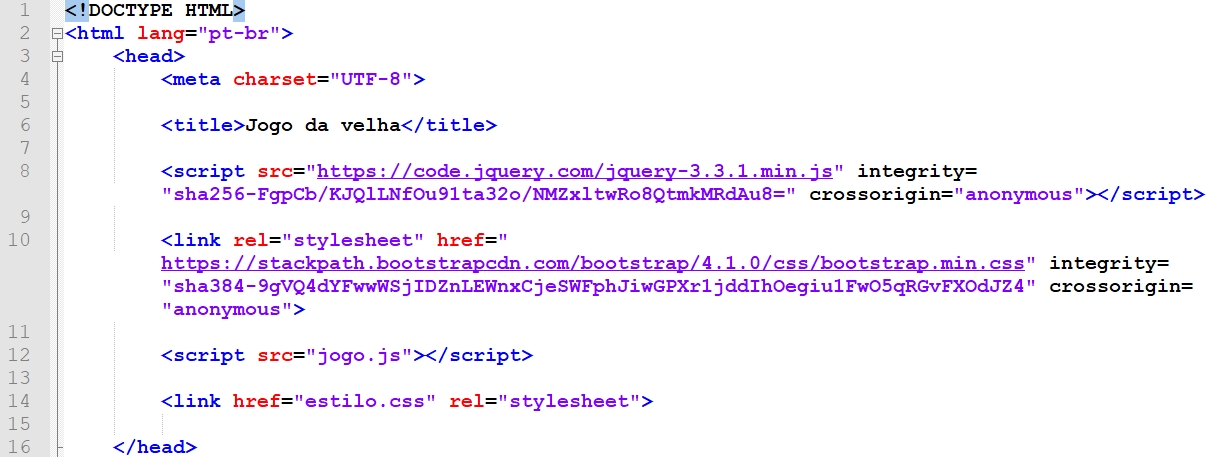 1 <!DOCTYPE HTML>
2 <html lang="pt-br">
3 <head>
4 <meta charset="UTF-8">
5
6 <title>Jogo da velha</title>
7
8 <script src="https://code.jquery.com/jquery-3.3.1.min.js" integrity=
"sha256-FgpCb/KJQlLNfOu91ta32o/NMZxltwRo8QtmkMRdAu8=" crossorigin="anonymous"></script>
9
10 <link rel="stylesheet" href="
https://stackpath.bootstrapcdn.com/bootstrap/4.1.0/css/bootstrap.min.css" integrity=
"sha384-9gVQ4dYFwwWSjIDZnLEWnxCjeSWFphJiwGPXr1jddIhOegiu1FwO5qRGvFXOdJZ4" crossorigin=
"anonymous">
11
12 <script src="jogo.js"></script>
13
14 <link href="estilo.css" rel="stylesheet">
15
16 </head>